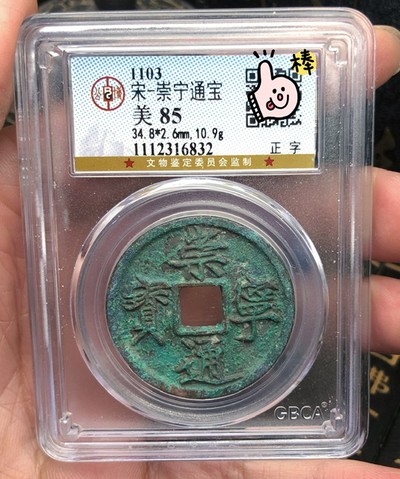 1103
宋-崇宁通宝
美 85
34.8*2.6mm,10.9g
1112316832
正 字
★ 文物鉴定委员会监制 ★
棒
崇
寧
通
寳
GBCA